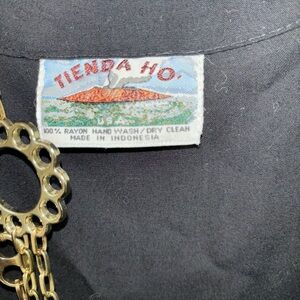 TIENDA HO.
U.S.A.
100% RAYON HAND WASH/DRY CLEAN
MADE IN INDONESIA